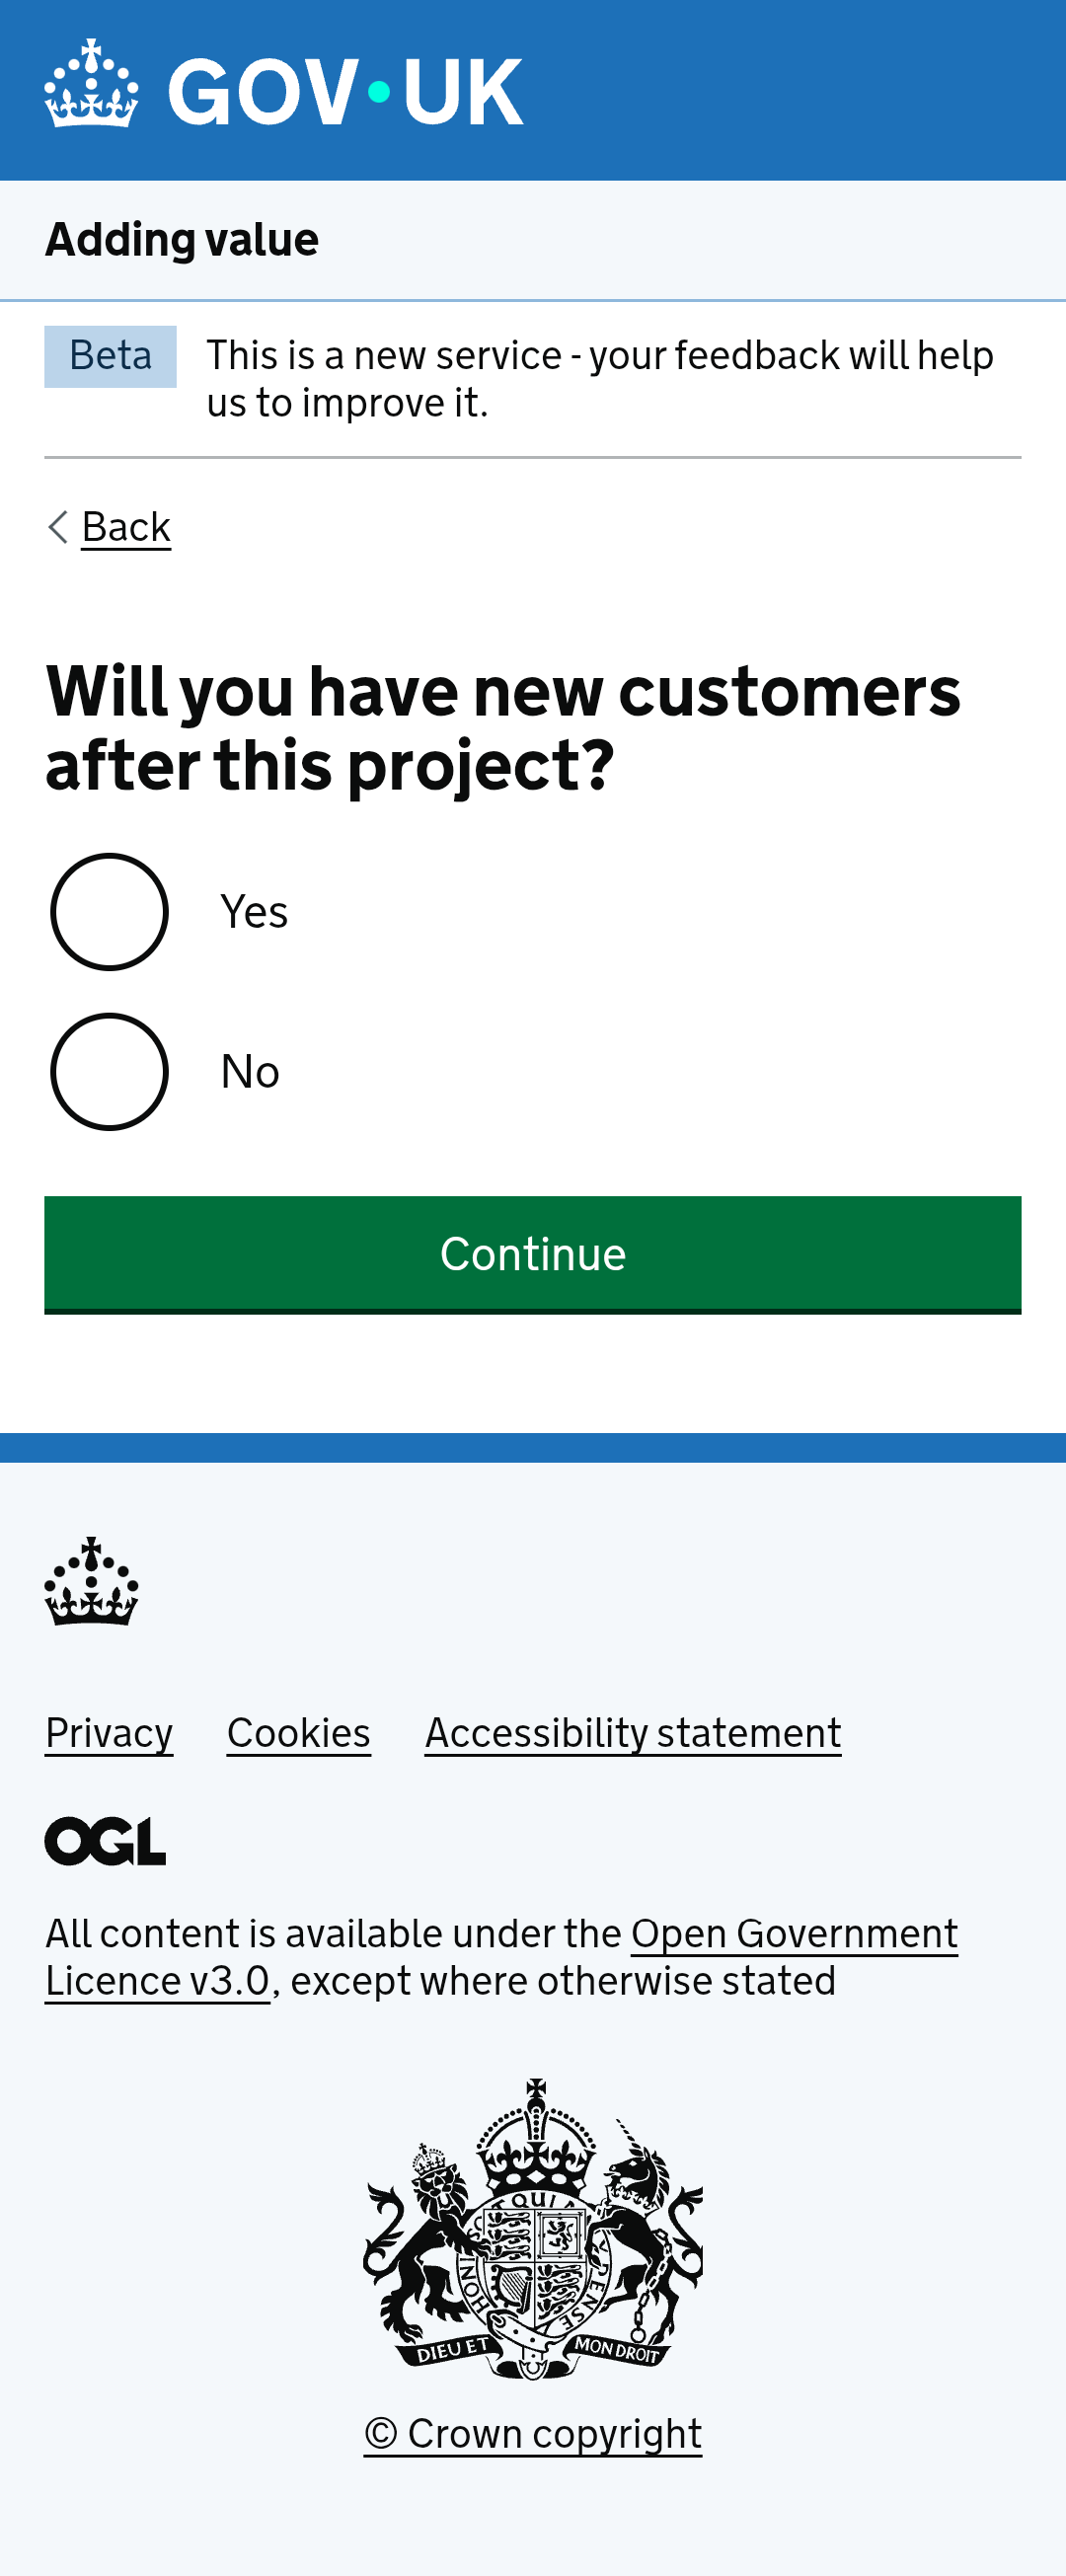 GOV·UK
Adding value
Beta
This is a new service - your feedback will help
us to improve it.
Back
Will you have new customers
after this project?
Yes
No
Continue
Privacy Cookies Accessibility statement
OGL
All content is available under the Open Government
Licence v3.0, except where otherwise stated
QUI
HONI
PENSE
DIEU ET MON DROIT
© Crown copyright